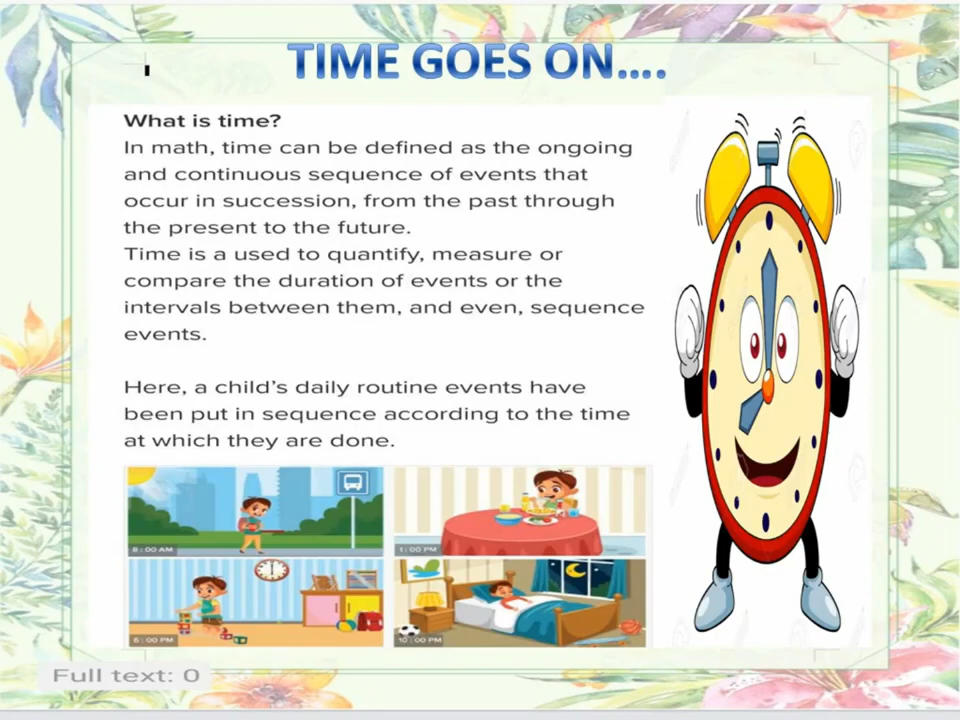 TIME GOES ON....
What is time?
In math, time can be defined as the ongoing
and continuous sequence of events that
occur in succession, from the past through
the present to the future.
Time is a used to quantify, measure or
compare the duration of events or the
intervals between them, and even, sequence
events.
Here, a child's daily routine events have
been put in sequence according to the time
at which they are done.
8 : 00 AM
1 : 00 PM
6 : 00 PM
10 : 00 PM
Full text: 0